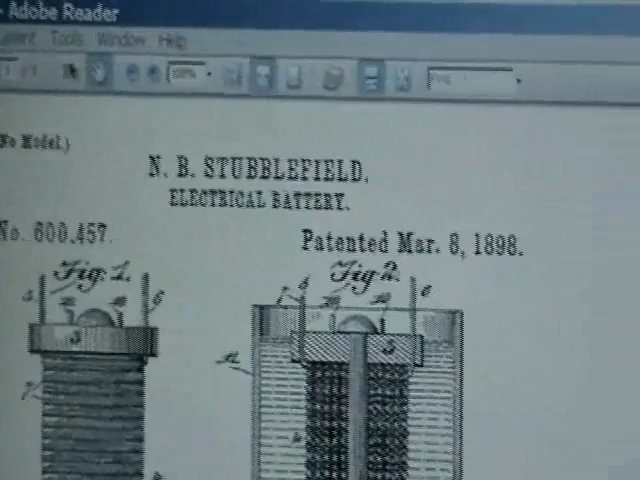 - Adobe Reader
Tools Window Help
No Model.)
N. B. STUBBLEFIELD.
ELECTRICAL BATTERY.
No. 600,457.
Patented Mar. 8, 1898.
Fig. 1.
Fig 2.